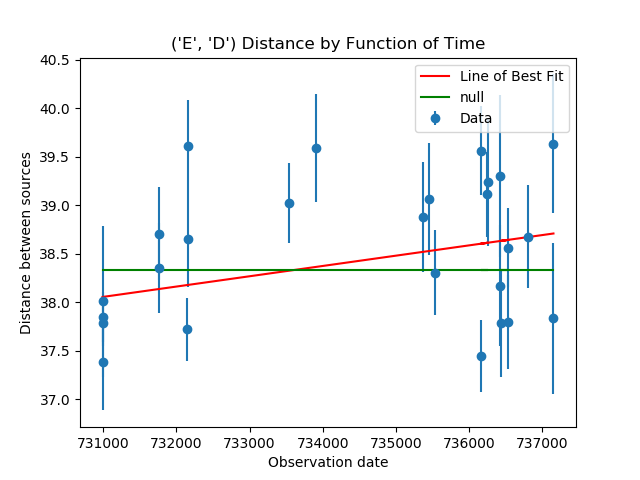 ('E', 'D') Distance by Function of Time
Line of Best Fit
null
Data
Distance between sources
40.5
40.0
39.5
39.0
38.5
38.0
37.5
37.0
731000 732000 733000 734000 735000 736000 737000
Observation date